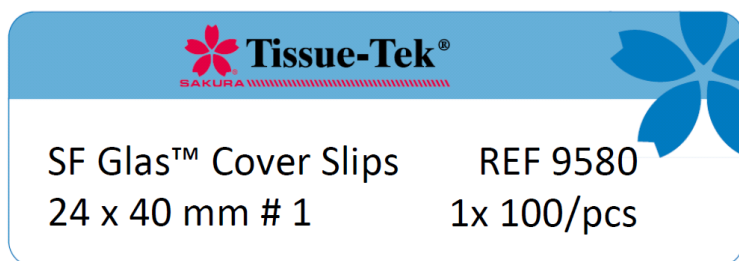 Tissue-Tek®
SAKURA®
SF Glas™ Cover Slips REF 9580
24 x 40 mm # 1 1x 100/pcs